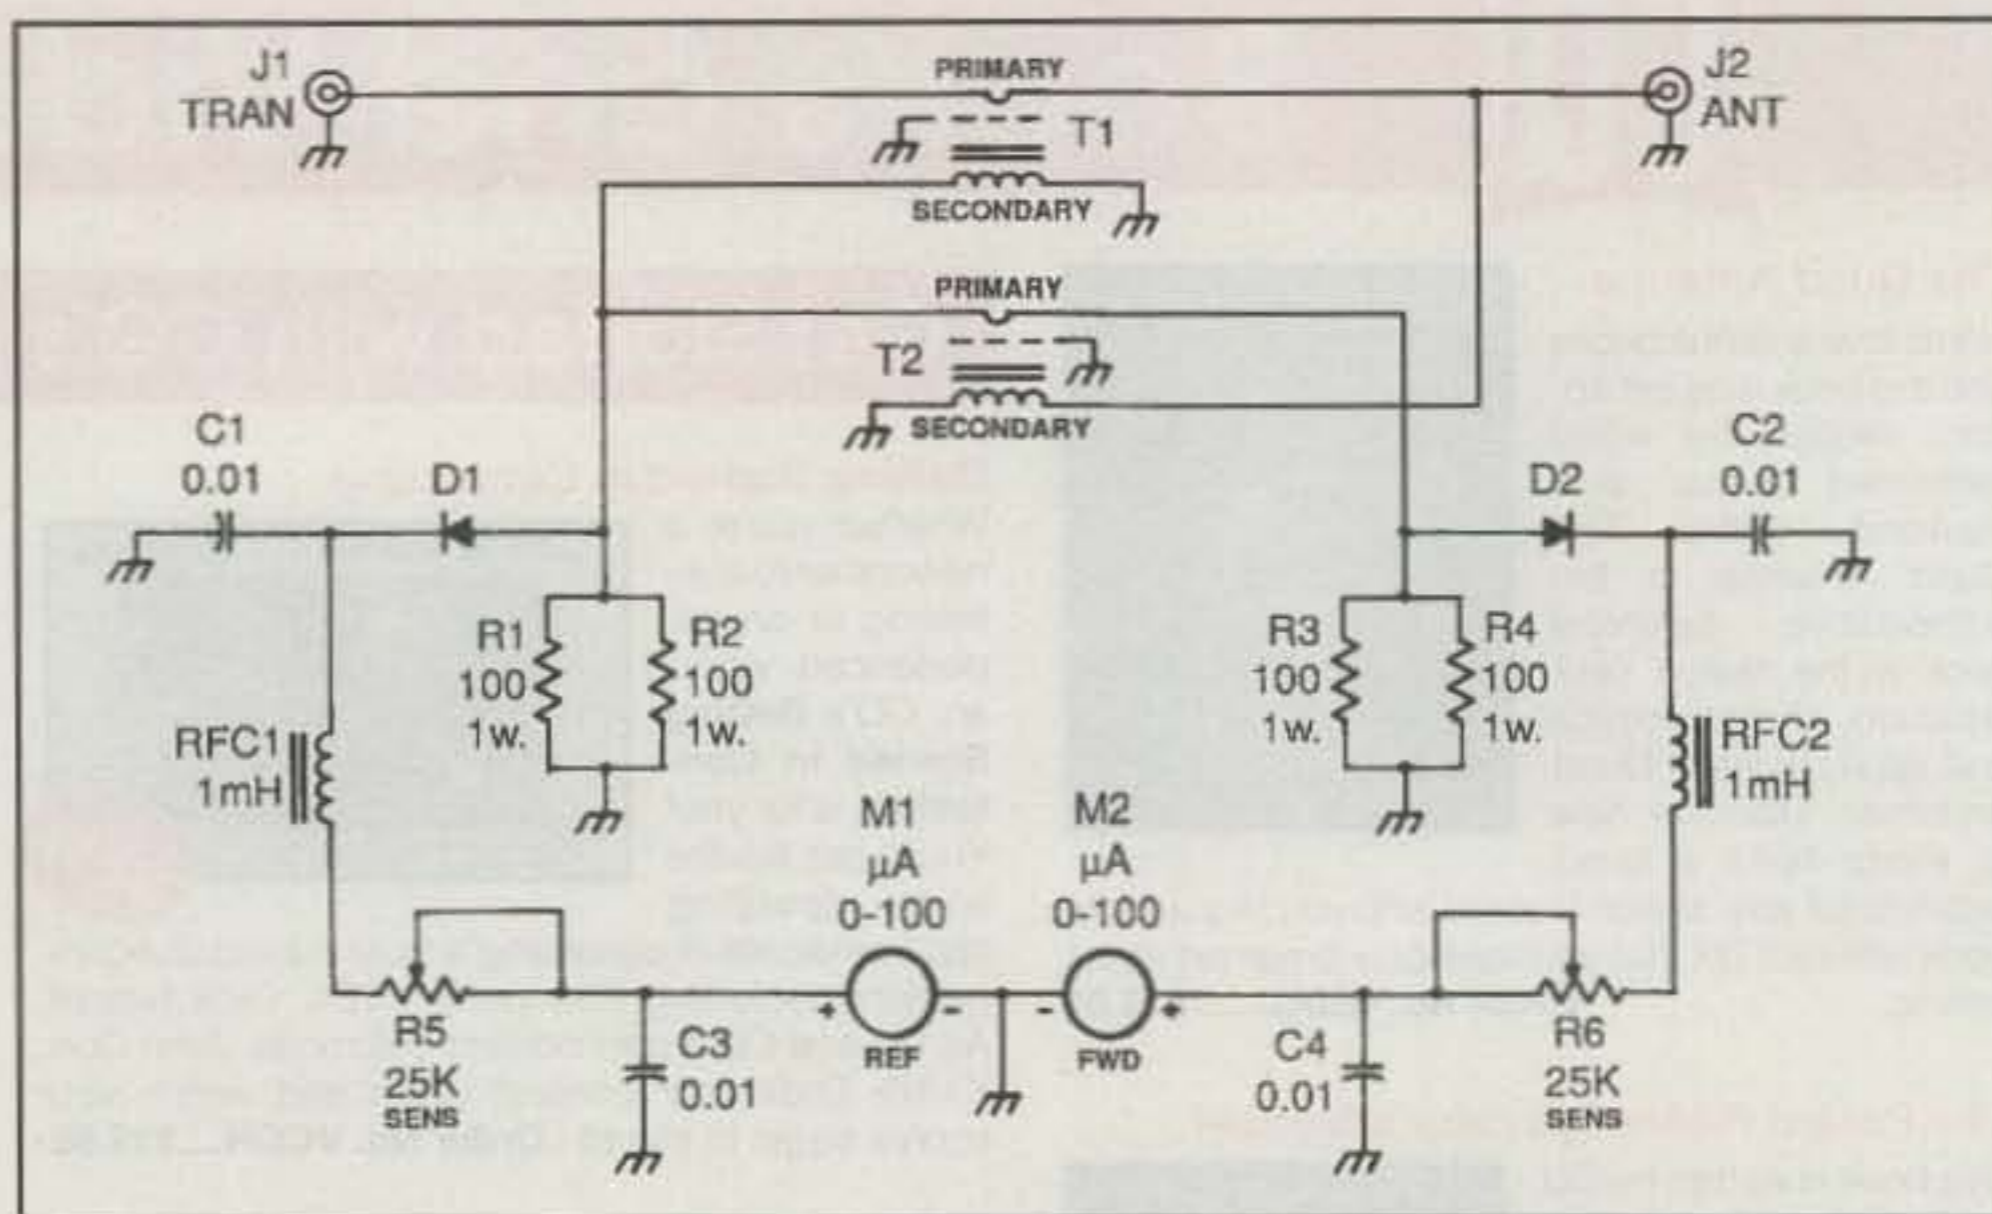 J1
TRAN
PRIMARY
J2
ANT
T1
SECONDARY
PRIMARY
T2
SECONDARY
C1
0.01
D1
D2
C2
0.01
R1
100
1w.
R2
100
1w.
R3
100
1w.
R4
100
1w.
RFC1
1mH
RFC2
1mH
M1
µA
0-100
M2
µA
0-100
+ -
- +
REF
FWD
R5
25K
SENS
C3
0.01
C4
0.01
R6
25K
SENS